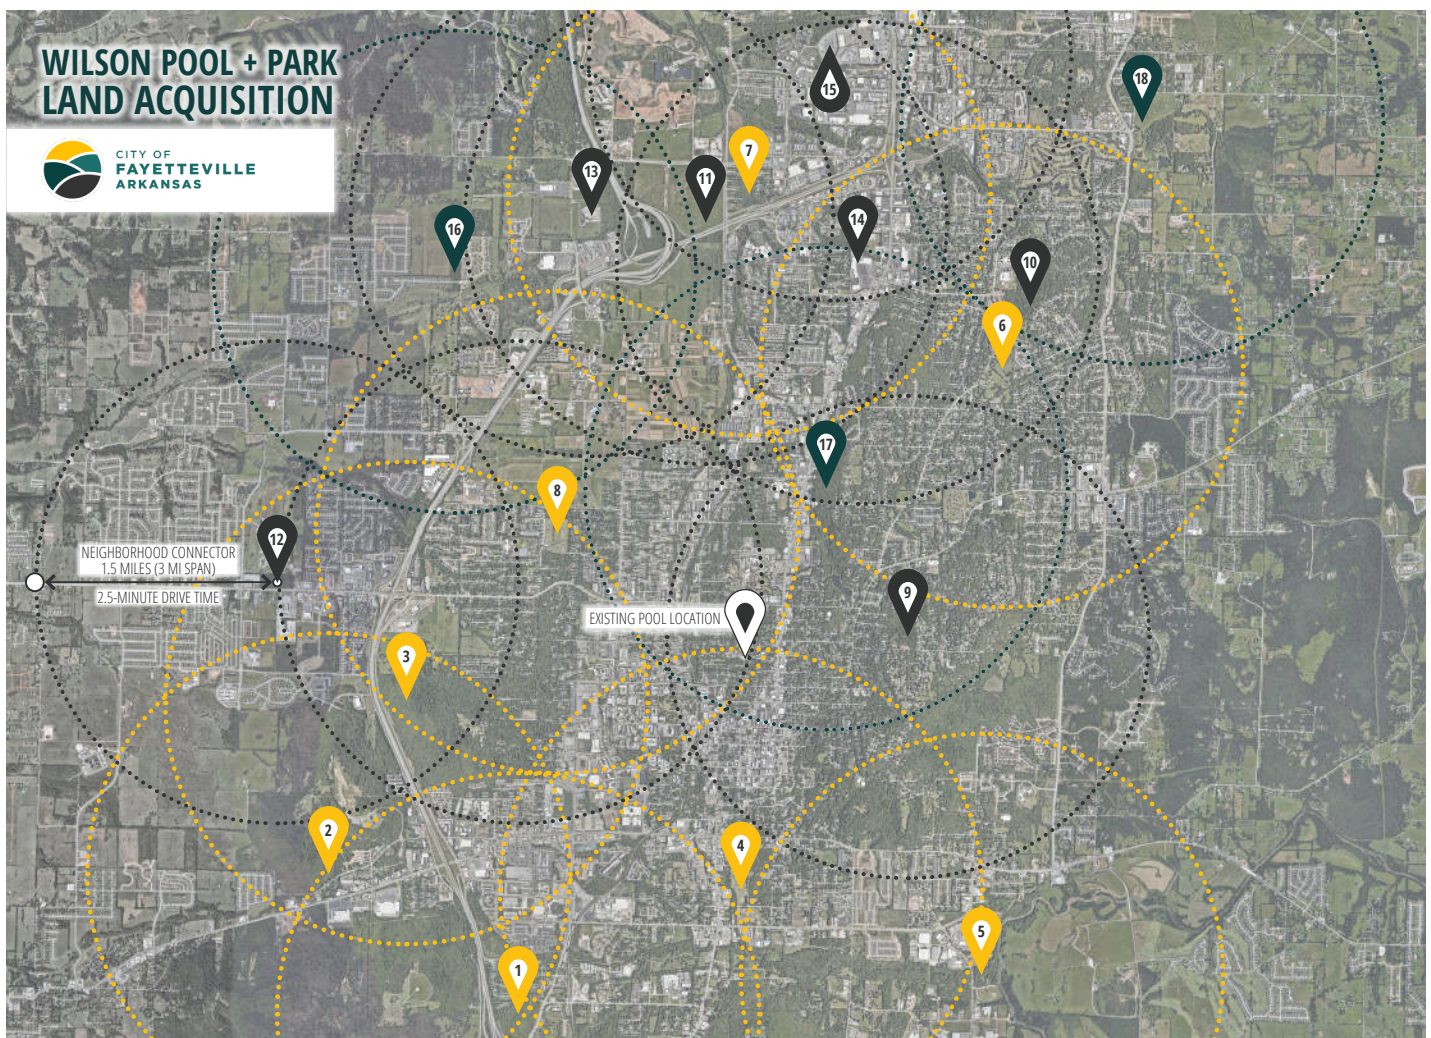 WILSON POOL + PARK
LAND ACQUISITION
CITY OF
FAYETTEVILLE
ARKANSAS
15
18
7
13
11
14
16
10
6
17
8
12
NEIGHBORHOOD CONNECTOR
1.5 MILES (3 MI SPAN)
2.5-MINUTE DRIVE TIME
9
EXISTING POOL LOCATION
3
2
4
5
1